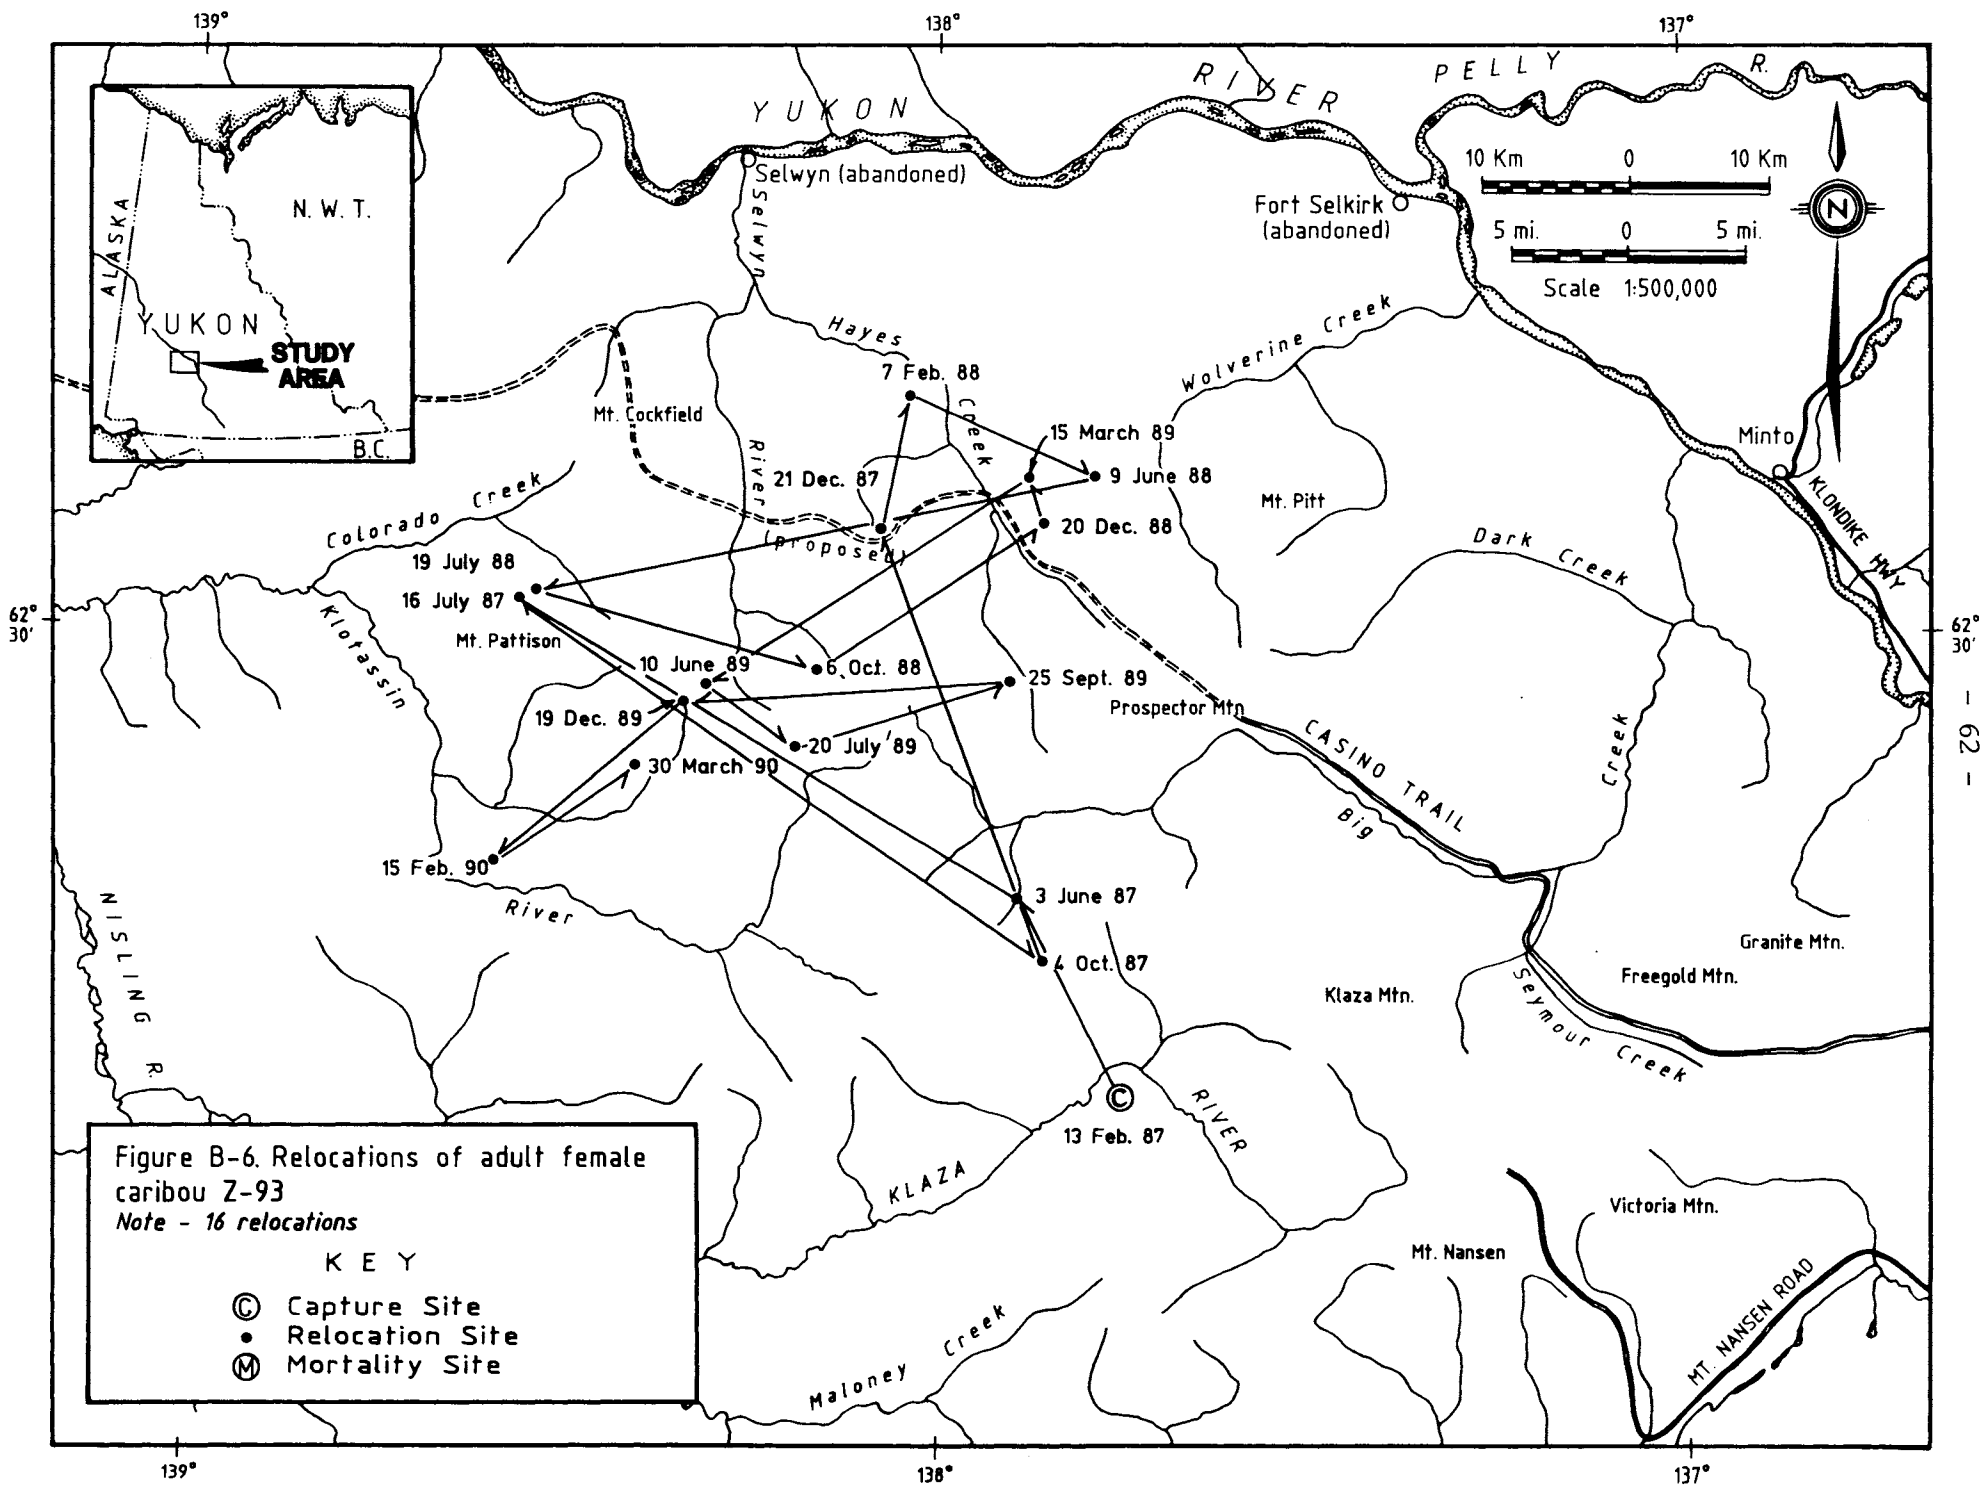 139°
138°
137°
YUKON
RIVER
PELLY
R.
Selwyn (abandoned)
Fort Selkirk
(abandoned)
10 Km 0 10 Km
5 mi. 0 5 mi.
Scale 1:500,000
N
ALASKA
N. W. T.
YUKON
STUDY
AREA
B.C.
Selwyn
River
Hayes
Creek
Wolverine Creek
Mt. Cockfield
7 Feb. 88
15 March 89
21 Dec. 87
9 June 88
20 Dec. 88
(proposed)
Mt. Pitt
Minto
KLONDIKE HWY
Dark Creek
Creek
Colorado Creek
19 July 88
16 July 87
Mt. Pattison
Klotassin
River
62°
30'
62°
30'
10 June 89
6 Oct. 88
25 Sept. 89
19 Dec. 89
20 July 89
30 March 90
Prospector Mtn
CASINO TRAIL
Big
15 Feb. 90
3 June 87
4 Oct. 87
NISLING R.
Granite Mtn.
Freegold Mtn.
Klaza Mtn.
Seymour Creek
13 Feb. 87
KLAZA
RIVER
Victoria Mtn.
Mt. Nansen
MT. NANSEN ROAD
Maloney Creek
Figure B-6. Relocations of adult female
caribou Z-93
Note - 16 relocations
KEY
C Capture Site
Relocation Site
M Mortality Site
C
139°
138°
137°
- 62 -